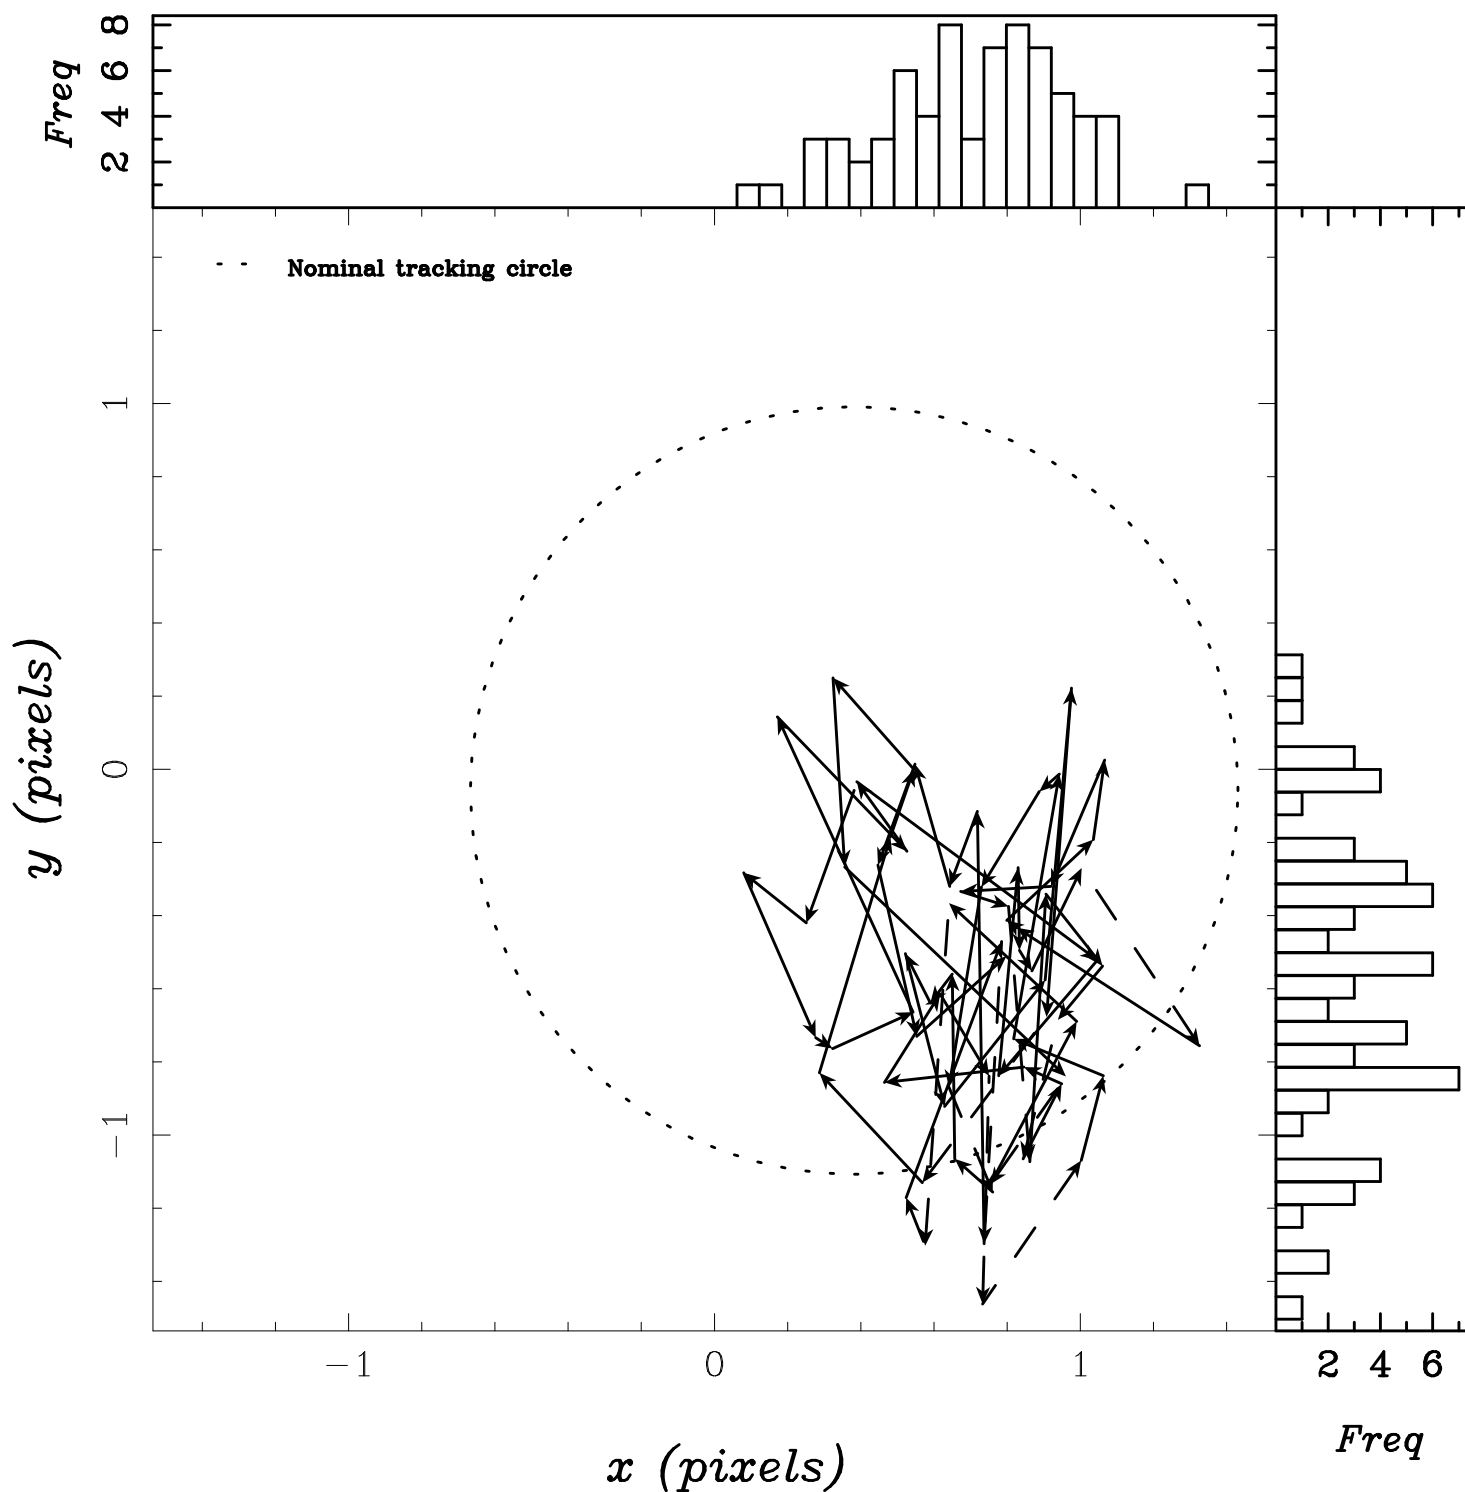 Freq
8
6
4
2
Nominal tracking circle
1
0
−1
y (pixels)
−1 0 1
2 4 6
x (pixels)
Freq